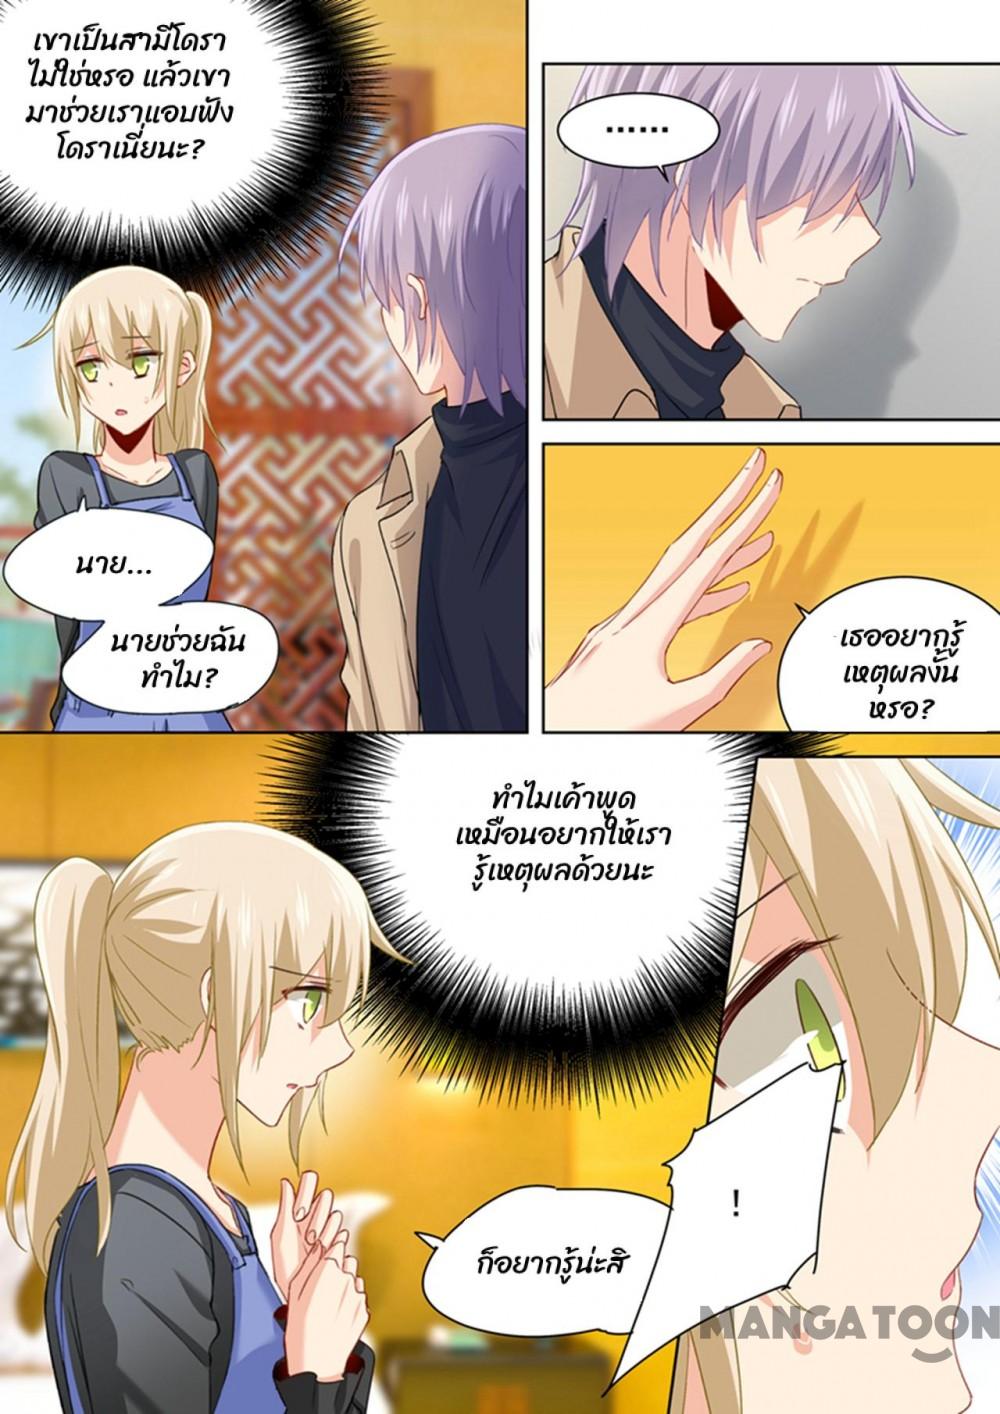 เขาเป็นสามีโดรา
ไม่ใช่หรอ แล้วเขา
มาช่วยเราแอบฟัง
โดราเนี่ยนะ?
......
นาย...
นายช่วยฉัน
ทำไม?
เธออยากรู้
เหตุผลงั้น
หรอ?
ทำไมเค้าพูด
เหมือนอยากให้เรา
รู้เหตุผลด้วยนะ
!
ก็อยากรู้น่ะสิ
MANGATOON